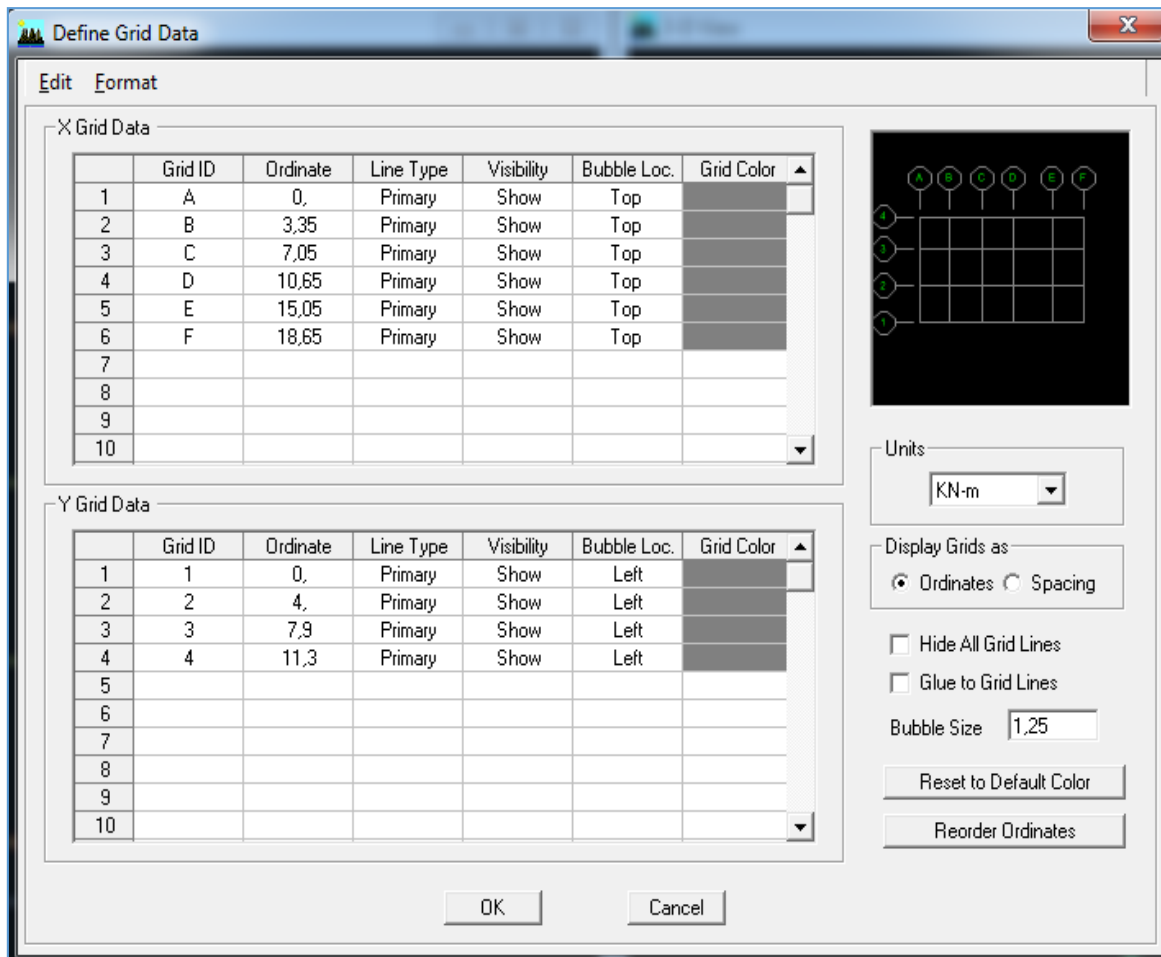 Define Grid Data
Edit Format
X Grid Data
Grid ID Ordinate Line Type Visibility Bubble Loc. Grid Color
1 A 0, Primary Show Top
2 B 3,35 Primary Show Top
3 C 7,05 Primary Show Top
4 D 10,65 Primary Show Top
5 E 15,05 Primary Show Top
6 F 18,65 Primary Show Top
7
8
9
10
Y Grid Data
Grid ID Ordinate Line Type Visibility Bubble Loc. Grid Color
1 1 0, Primary Show Left
2 2 4, Primary Show Left
3 3 7,9 Primary Show Left
4 4 11,3 Primary Show Left
5
6
7
8
9
10
A B C D E F
4
3
2
1
Units
KN-m
Display Grids as
Ordinates Spacing
Hide All Grid Lines
Glue to Grid Lines
Bubble Size 1,25
Reset to Default Color
Reorder Ordinates
OK Cancel